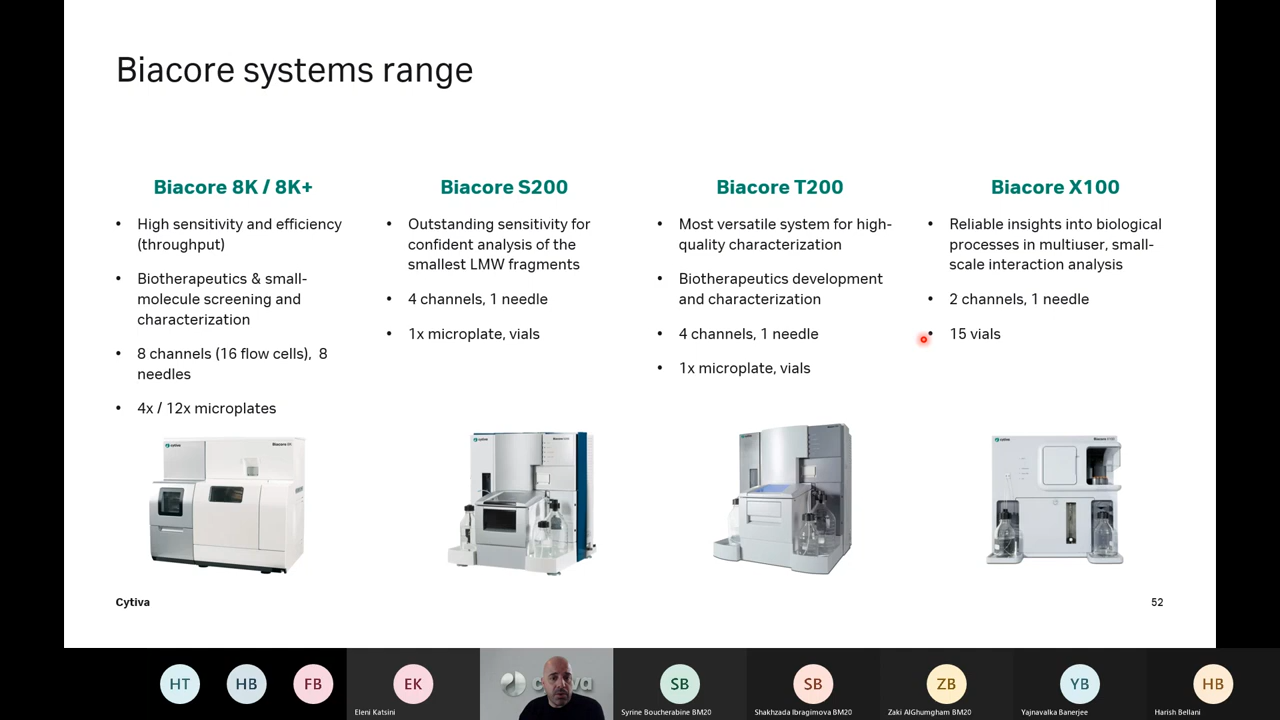 Biacore systems range
Biacore 8K / 8K+
• High sensitivity and efficiency
(throughput)
• Biotherapeutics & small-
molecule screening and
characterization
• 8 channels (16 flow cells), 8
needles
• 4x / 12x microplates
Biacore S200
• Outstanding sensitivity for
confident analysis of the
smallest LMW fragments
• 4 channels, 1 needle
• 1x microplate, vials
Biacore T200
• Most versatile system for high-
quality characterization
• Biotherapeutics development
and characterization
• 4 channels, 1 needle
• 1x microplate, vials
Biacore X100
• Reliable insights into biological
processes in multiuser, small-
scale interaction analysis
• 2 channels, 1 needle
• 15 vials
Cytiva
52
HT
HB
FB
EK
Eleni Katsini
SB
Syrine Boucherabine BM20
SB
Shakhzada Ibragimova BM20
ZB
Zaki AlGhumgham BM20
YB
Yajnavalka Banerjee
HB
Harish Bellani